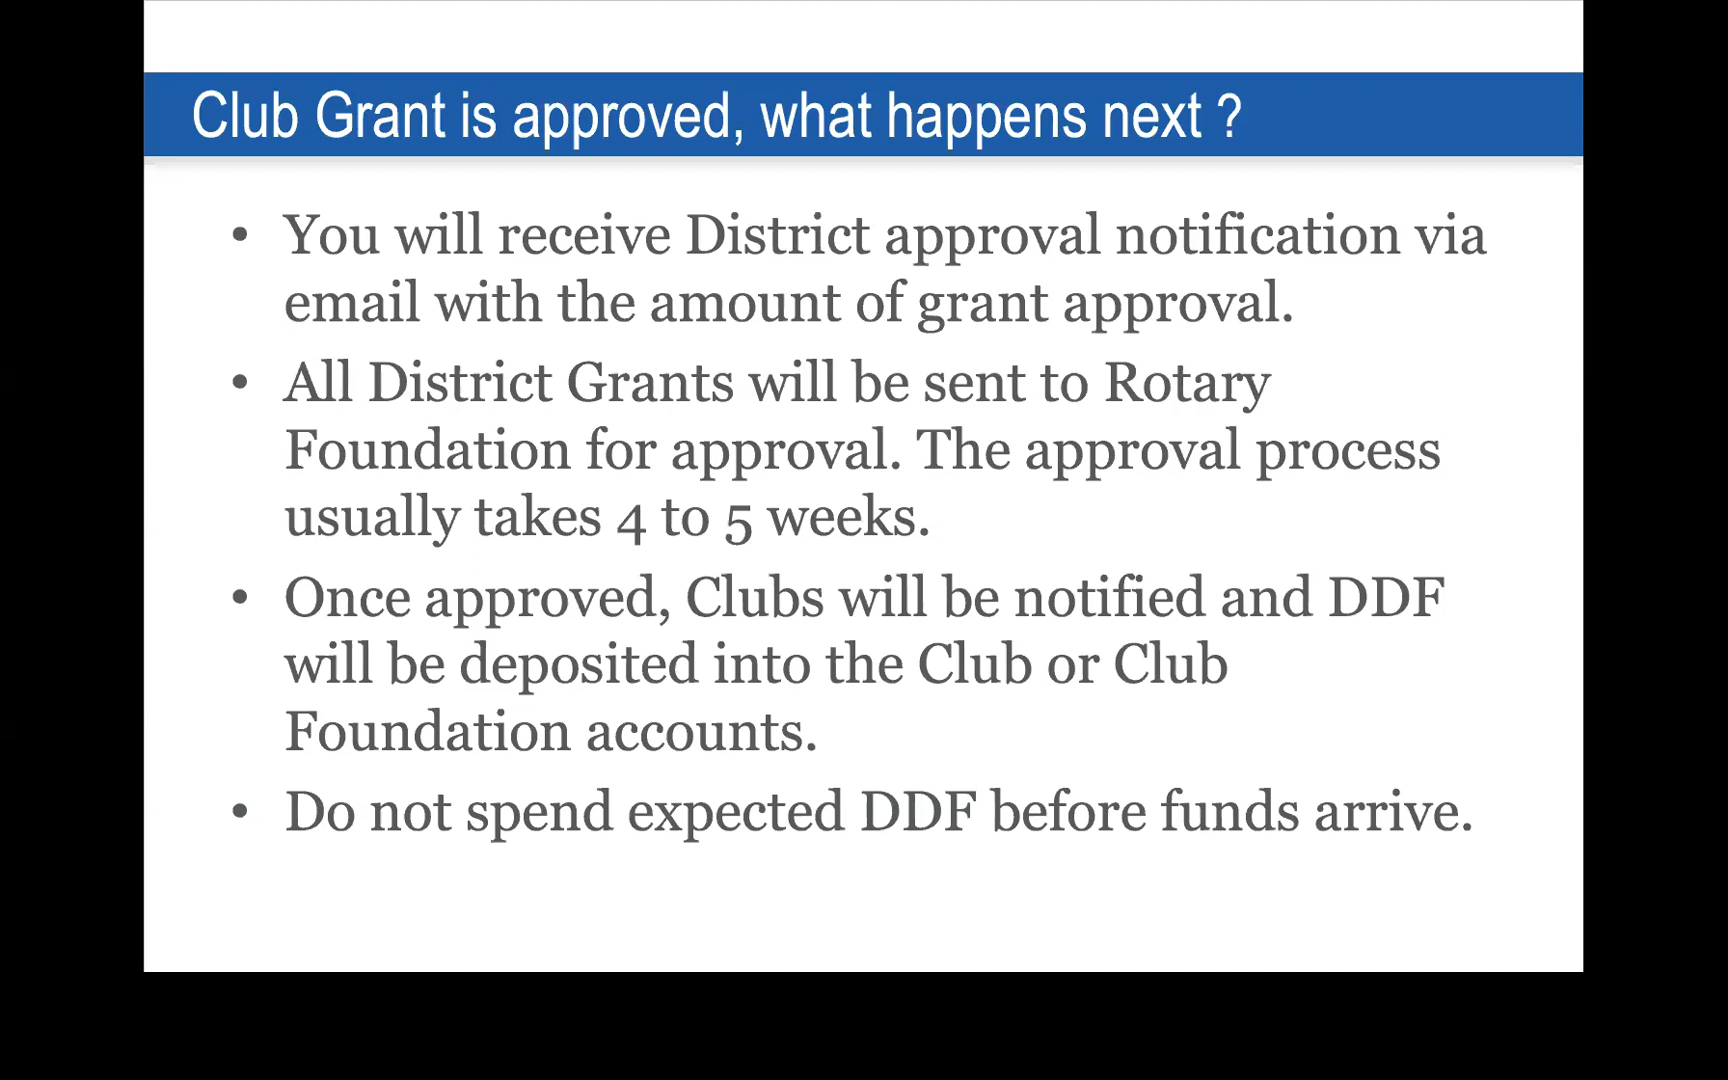 Club Grant is approved, what happens next ?
• You will receive District approval notification via
email with the amount of grant approval.
• All District Grants will be sent to Rotary
Foundation for approval. The approval process
usually takes 4 to 5 weeks.
• Once approved, Clubs will be notified and DDF
will be deposited into the Club or Club
Foundation accounts.
• Do not spend expected DDF before funds arrive.